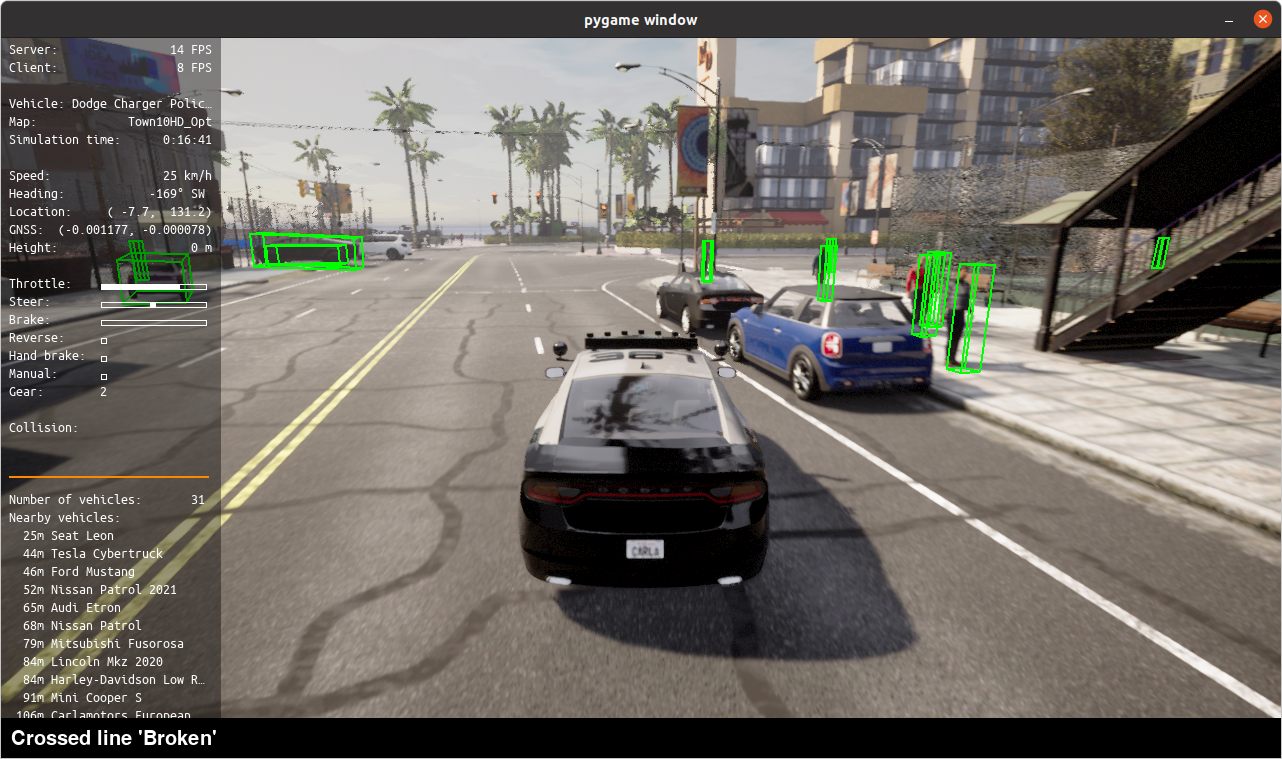 pygame window
Server: 14 FPS
Client: 8 FPS
Vehicle: Dodge Charger Polic…
Map: Town10HD_Opt
Simulation time: 0:16:41
Speed: 25 km/h
Heading: -169° SW
Location: ( -7.7, 131.2)
GNSS: (-0.001177, -0.000078)
Height: 0 m
Throttle:
Steer:
Brake:
Reverse:
Hand brake:
Manual:
Gear: 2
Collision:
Number of vehicles: 31
Nearby vehicles:
25m Seat Leon
44m Tesla Cybertruck
46m Ford Mustang
52m Nissan Patrol 2021
65m Audi Etron
68m Nissan Patrol
79m Mitsubishi Fusorosa
84m Lincoln Mkz 2020
84m Harley-Davidson Low R…
91m Mini Cooper S
106m Carlamotors European
DODGE
CARLA
Crossed line 'Broken'